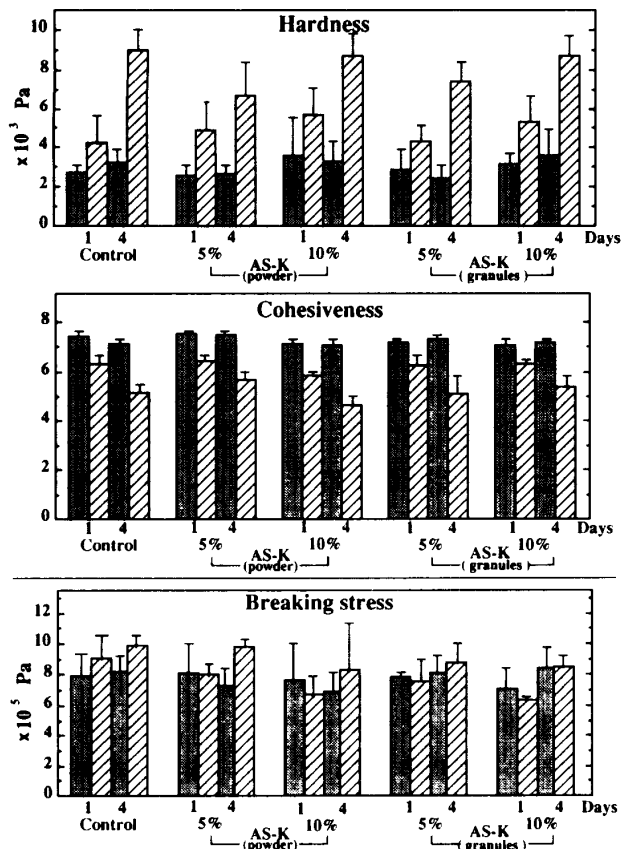 Hardness
10
8
6
4
2
0
x 10³ Pa
1 4 1 4 1 4 1 4 1 4 Days
Control 5% AS-K 10% 5% AS-K 10%
(powder) (granules)
Cohesiveness
8
6
4
2
0
1 4 1 4 1 4 1 4 1 4 Days
Control 5% AS-K 10% 5% AS-K 10%
(powder) (granules)
Breaking stress
12
10
8
6
4
2
0
x 10⁵ Pa
1 4 1 4 1 4 1 4 1 4 Days
Control 5% AS-K 10% 5% AS-K 10%
(powder) (granules)